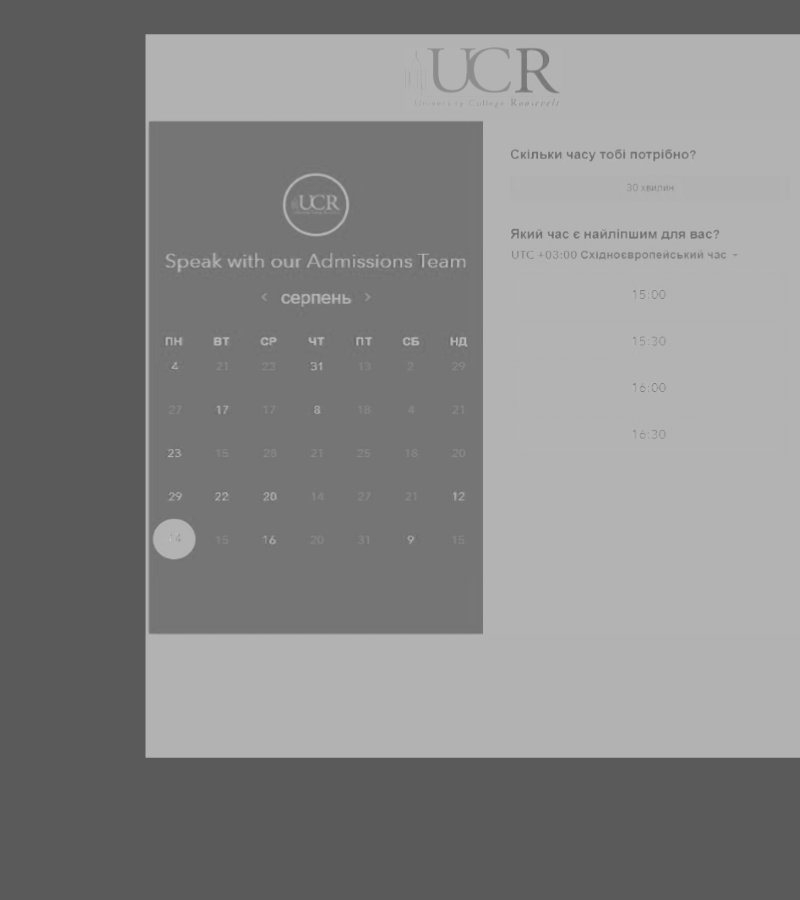 UCR
University College Roosevelt
UCR
Speak with our Admissions Team
< серпень >
ПН ВТ СР ЧТ ПТ СБ НД
4 21 22 31 13 2 29
27 17 17 8 18 4 21
23 15 28 21 25 18 20
29 22 20 14 27 21 12
14 15 16 20 31 9 15
Скільки часу тобі потрібно?
30 хвилин
Який час є найліпшим для вас?
UTC +03:00 Східноєвропейський час
15:00
15:30
16:00
16:30